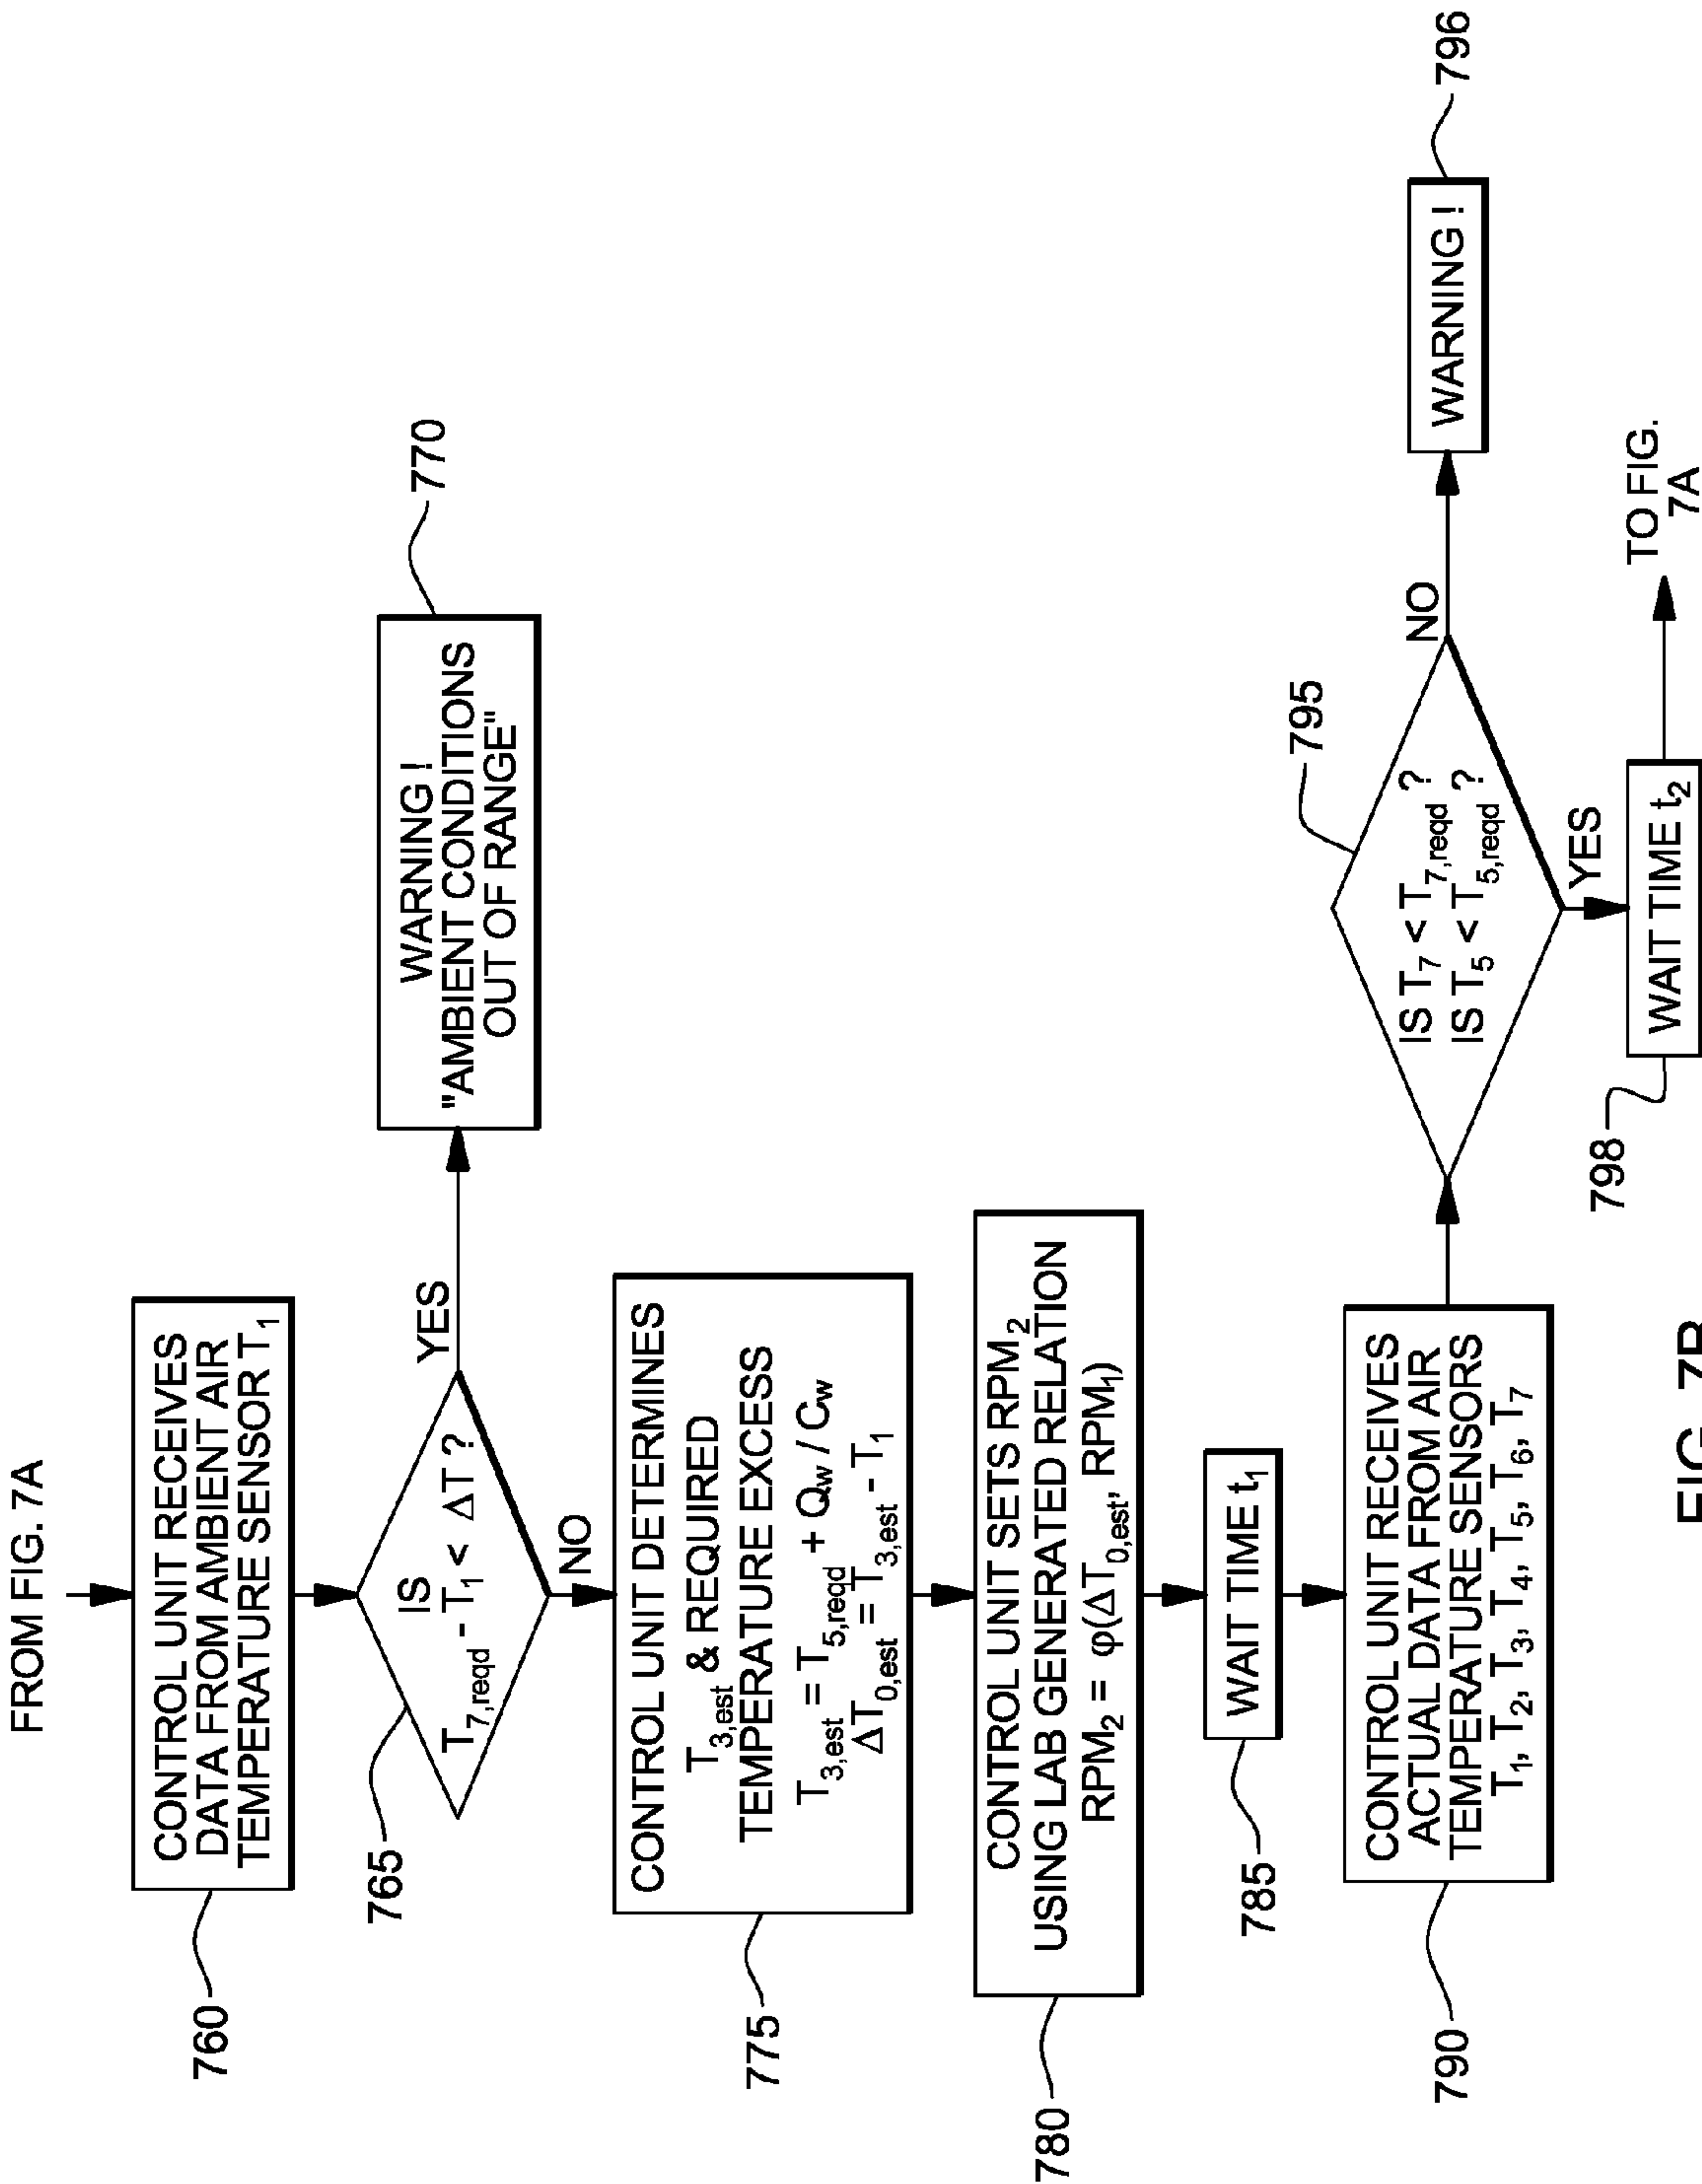 FROM FIG. 7A
760
CONTROL UNIT RECEIVES
DATA FROM AMBIENT AIR
TEMPERATURE SENSOR T₁
765
IS
T₇,reqd - T₁ < ΔT ?
YES
WARNING !
"AMBIENT CONDITIONS
OUT OF RANGE"
770
NO
775
CONTROL UNIT DETERMINES
T₃,est & REQUIRED
TEMPERATURE EXCESS
T₃,est = T₅,reqd + Qw / Cw
ΔT₀,est = T₃,est - T₁
780
CONTROL UNIT SETS RPM₂
USING LAB GENERATED RELATION
RPM₂ = φ(ΔT₀,est, RPM₁)
785
WAIT TIME t₁
790
CONTROL UNIT RECEIVES
ACTUAL DATA FROM AIR
TEMPERATURE SENSORS
T₁, T₂, T₃, T₄, T₅, T₆, T₇
795
IS T₇ < T₇,reqd ?
IS T₅ < T₅,reqd ?
NO
WARNING !
796
YES
798
WAIT TIME t₂
TO FIG.
7A
FIG. 7B